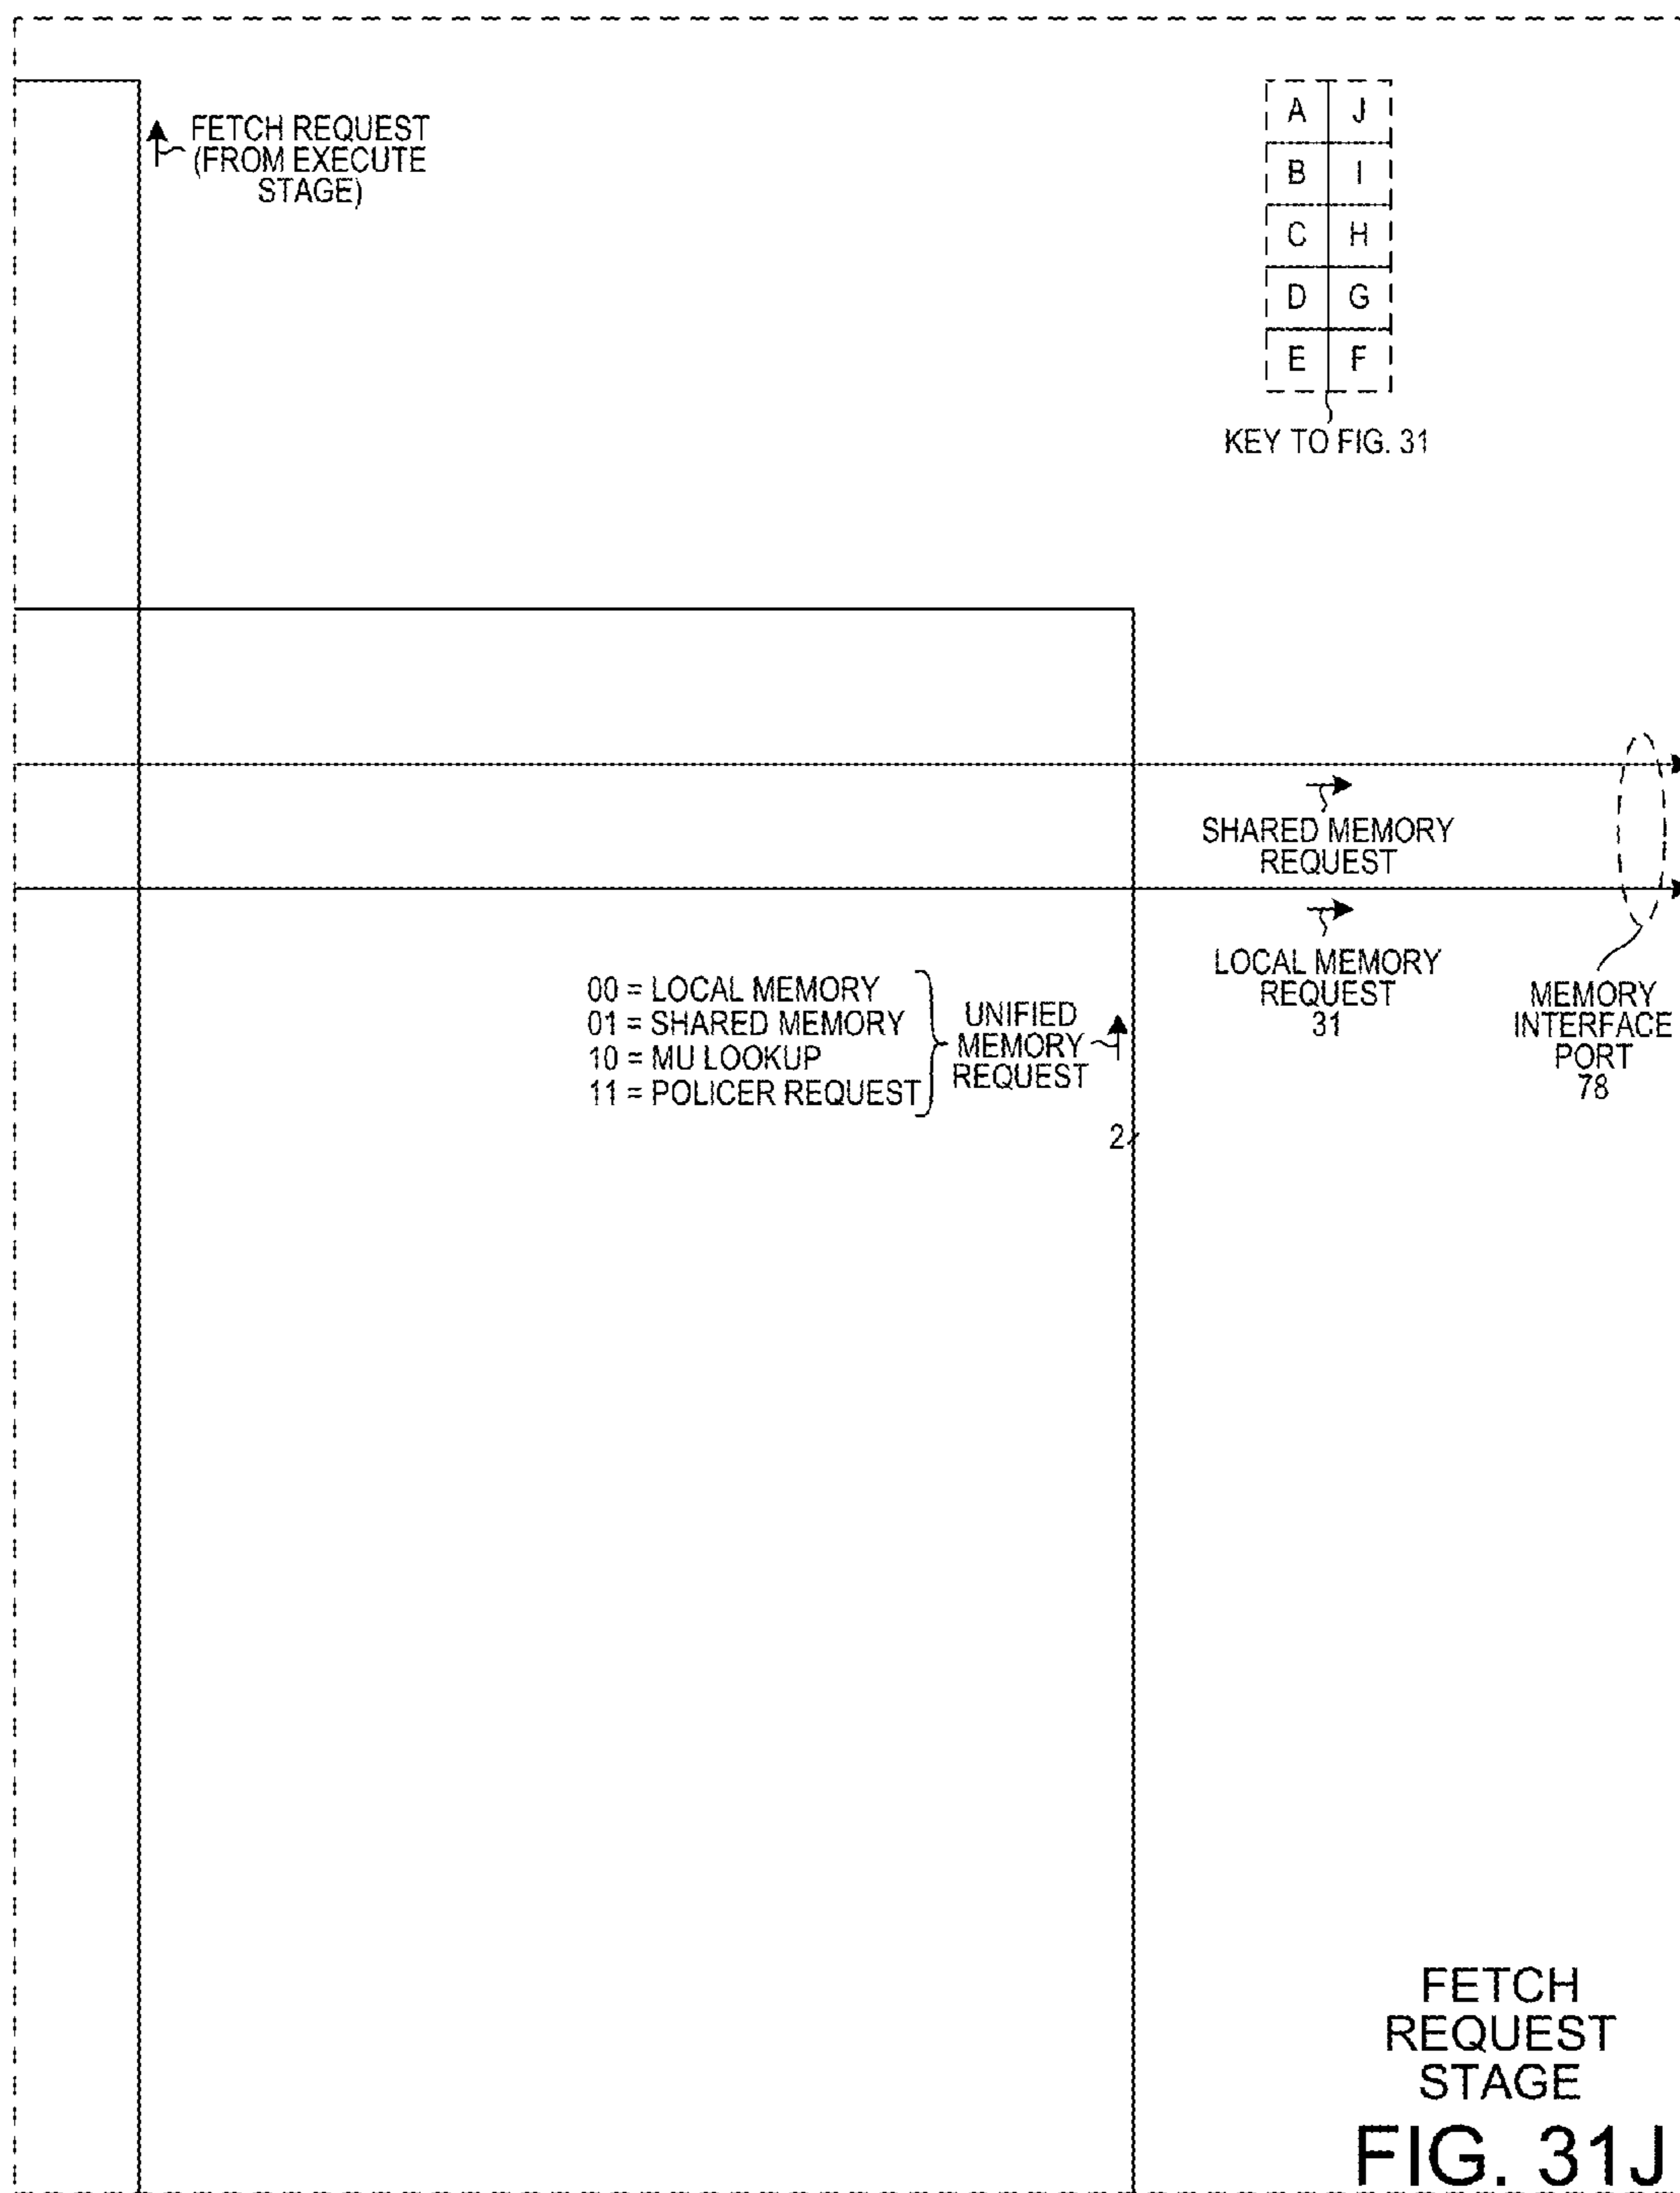 FETCH REQUEST
(FROM EXECUTE
STAGE)
A J
B I
C H
D G
E F
KEY TO FIG. 31
SHARED MEMORY
REQUEST
LOCAL MEMORY
REQUEST
31
MEMORY
INTERFACE
PORT
78
00 = LOCAL MEMORY
01 = SHARED MEMORY
10 = MU LOOKUP
11 = POLICER REQUEST
UNIFIED
MEMORY
REQUEST
2
FETCH
REQUEST
STAGE
FIG. 31J